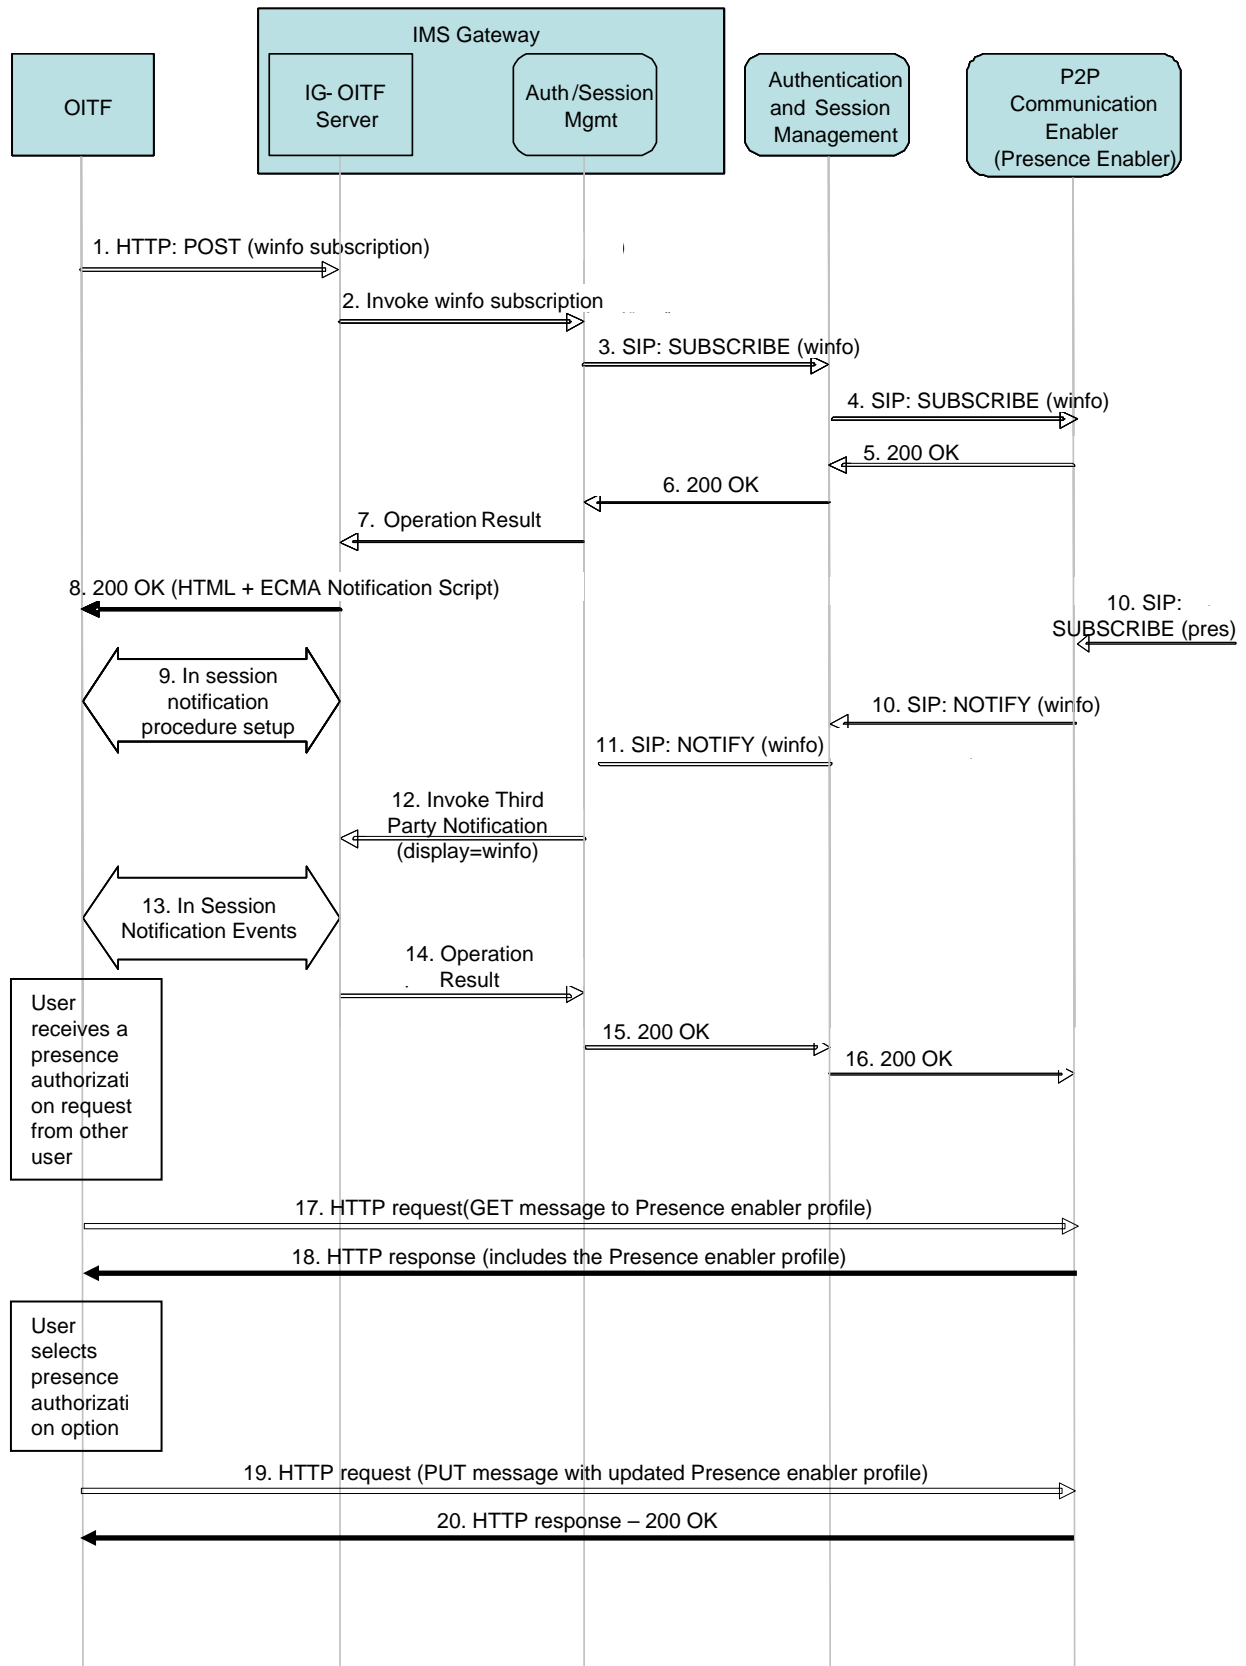 IMS Gateway
OITF
IG- OITF
Server
Auth /Session
Mgmt
Authentication
and Session
Management
P2P
Communication
Enabler
(Presence Enabler)
1. HTTP: POST (winfo subscription)
2. Invoke winfo subscription
3. SIP: SUBSCRIBE (winfo)
4. SIP: SUBSCRIBE (winfo)
5. 200 OK
6. 200 OK
7. Operation Result
8. 200 OK (HTML + ECMA Notification Script)
10. SIP:
SUBSCRIBE (pres)
9. In session
notification
procedure setup
10. SIP: NOTIFY (winfo)
11. SIP: NOTIFY (winfo)
12. Invoke Third
Party Notification
(display=winfo)
13. In Session
Notification Events
14. Operation
Result
User
receives a
presence
authorizati
on request
from other
user
15. 200 OK
16. 200 OK
17. HTTP request(GET message to Presence enabler profile)
18. HTTP response (includes the Presence enabler profile)
User
selects
presence
authorizati
on option
19. HTTP request (PUT message with updated Presence enabler profile)
20. HTTP response – 200 OK